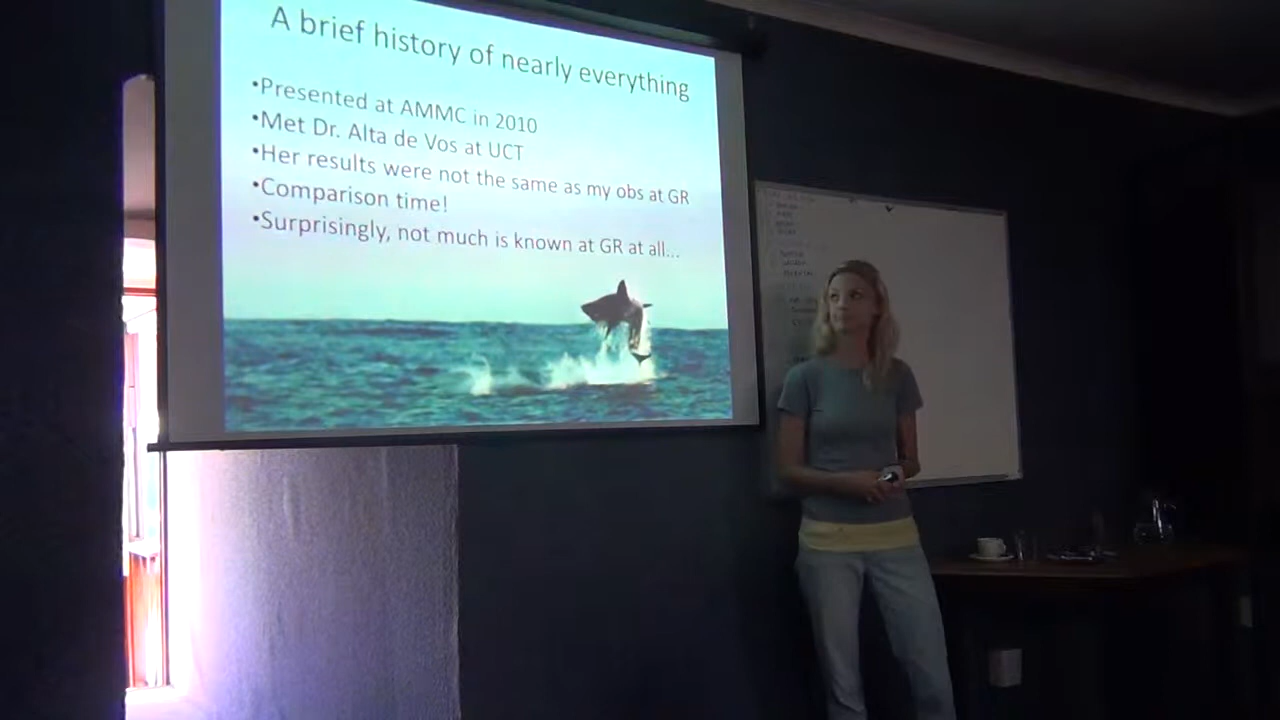 A brief history of nearly everything
•Presented at AMMC in 2010
•Met Dr. Alta de Vos at UCT
•Her results were not the same as my obs at GR
•Comparison time!
•Surprisingly, not much is known at GR at all...